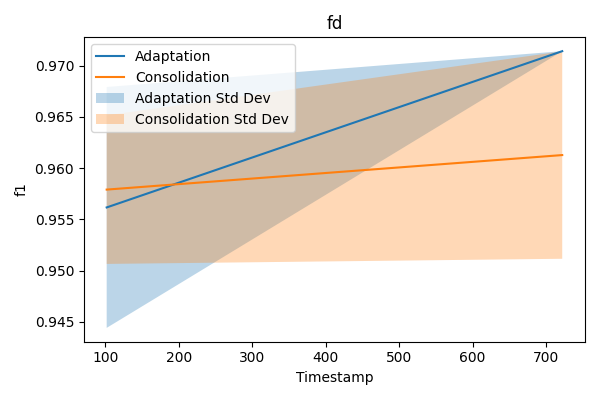 fd
Adaptation
Consolidation
Adaptation Std Dev
Consolidation Std Dev
0.970
0.965
0.960
0.955
0.950
0.945
f1
100 200 300 400 500 600 700
Timestamp